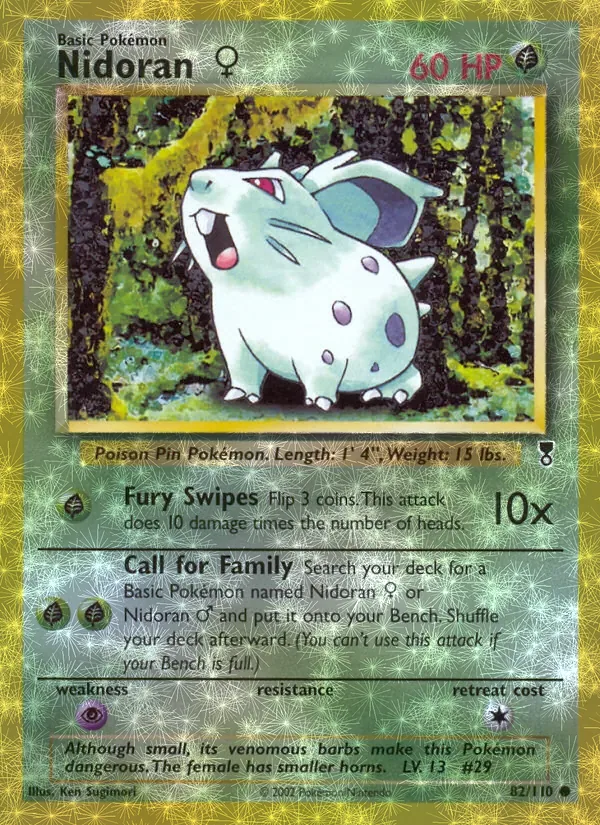 Basic Pokémon
Nidoran ♀ 60 HP
Poison Pin Pokémon. Length: 1' 4", Weight: 15 lbs.
Fury Swipes Flip 3 coins. This attack
does 10 damage times the number of heads.
10x
Call for Family Search your deck for a
Basic Pokémon named Nidoran ♀ or
Nidoran ♂ and put it onto your Bench. Shuffle
your deck afterward. (You can't use this attack if
your Bench is full.)
weakness resistance retreat cost
Although small, its venomous barbs make this Pokémon
dangerous. The female has smaller horns. LV. 13 #29
Illus. Ken Sugimori © 2002 Pokémon/Nintendo 82/110 ●